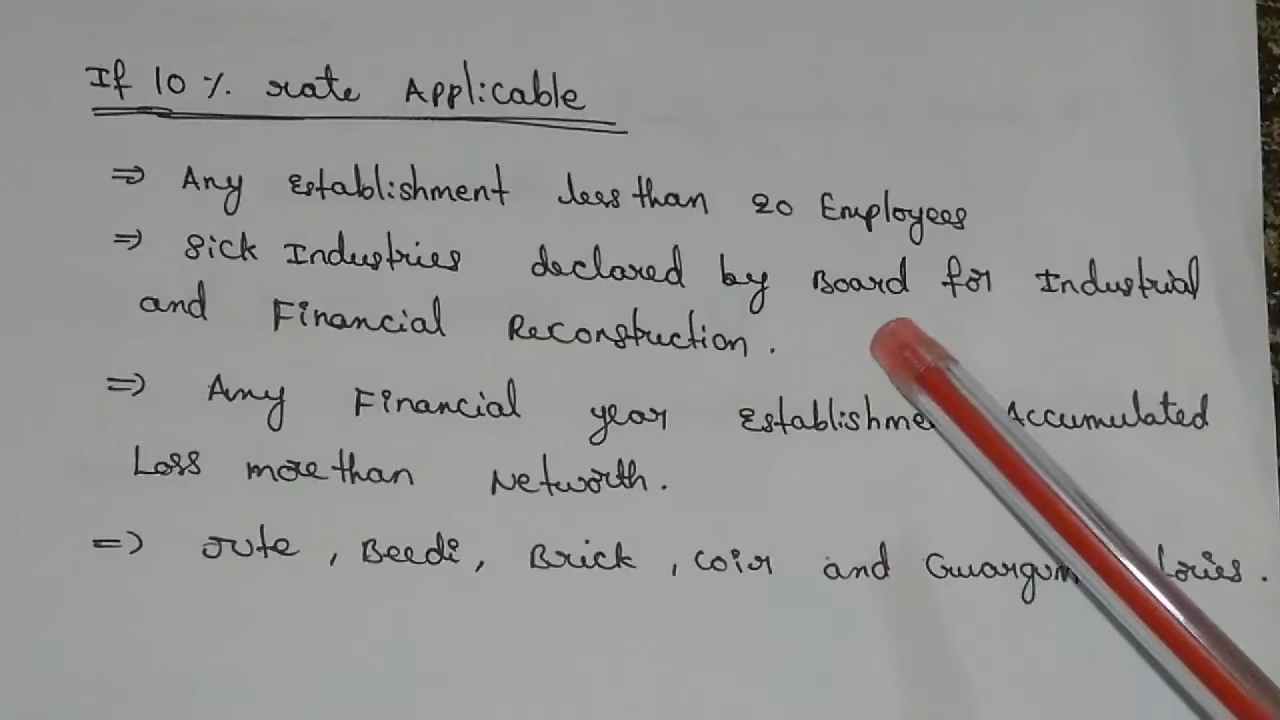 If 10 % rate Applicable
⇒ Any Establishment less than 20 Employees
⇒ Sick Industries declared by Board for Industrial
and Financial Reconstruction.
⇒ Any Financial year Establishme Accumulated
Loss more than Networth.
⇒ Jute, Beedi, Brick, Coir and Guargum